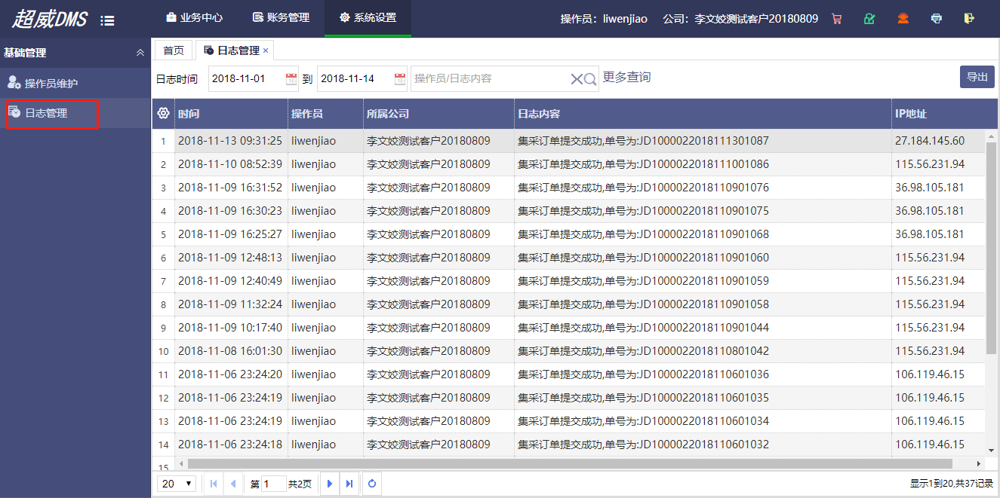 超威DMS 业务中心 账务管理 系统设置 操作员：liwenjiao 公司：李文姣测试客户20180809
基础管理
操作员维护
日志管理
首页 日志管理 ×
日志时间 2018-11-01 到 2018-11-14 操作员/日志内容 更多查询 导出
时间 操作员 所属公司 日志内容 IP地址
1 2018-11-13 09:31:25 liwenjiao 李文姣测试客户20180809 集采订单提交成功,单号为:JD1000022018111301087 27.184.145.60
2 2018-11-10 08:52:39 liwenjiao 李文姣测试客户20180809 集采订单提交成功,单号为:JD1000022018111001086 115.56.231.94
3 2018-11-09 16:31:52 liwenjiao 李文姣测试客户20180809 集采订单提交成功,单号为:JD1000022018110901076 36.98.105.181
4 2018-11-09 16:30:23 liwenjiao 李文姣测试客户20180809 集采订单提交成功,单号为:JD1000022018110901075 36.98.105.181
5 2018-11-09 16:25:27 liwenjiao 李文姣测试客户20180809 集采订单提交成功,单号为:JD1000022018110901068 36.98.105.181
6 2018-11-09 12:48:13 liwenjiao 李文姣测试客户20180809 集采订单提交成功,单号为:JD1000022018110901060 115.56.231.94
7 2018-11-09 12:40:49 liwenjiao 李文姣测试客户20180809 集采订单提交成功,单号为:JD1000022018110901059 115.56.231.94
8 2018-11-09 11:32:24 liwenjiao 李文姣测试客户20180809 集采订单提交成功,单号为:JD1000022018110901058 115.56.231.94
9 2018-11-09 10:17:40 liwenjiao 李文姣测试客户20180809 集采订单提交成功,单号为:JD1000022018110901044 115.56.231.94
10 2018-11-08 16:01:30 liwenjiao 李文姣测试客户20180809 集采订单提交成功,单号为:JD1000022018110801042 115.56.231.94
11 2018-11-06 23:24:20 liwenjiao 李文姣测试客户20180809 集采订单提交成功,单号为:JD1000022018110601036 106.119.46.15
12 2018-11-06 23:24:19 liwenjiao 李文姣测试客户20180809 集采订单提交成功,单号为:JD1000022018110601035 106.119.46.15
13 2018-11-06 23:24:19 liwenjiao 李文姣测试客户20180809 集采订单提交成功,单号为:JD1000022018110601034 106.119.46.15
14 2018-11-06 23:24:18 liwenjiao 李文姣测试客户20180809 集采订单提交成功,单号为:JD1000022018110601032 106.119.46.15
15
20 第 1 共2页 显示1到20,共37记录